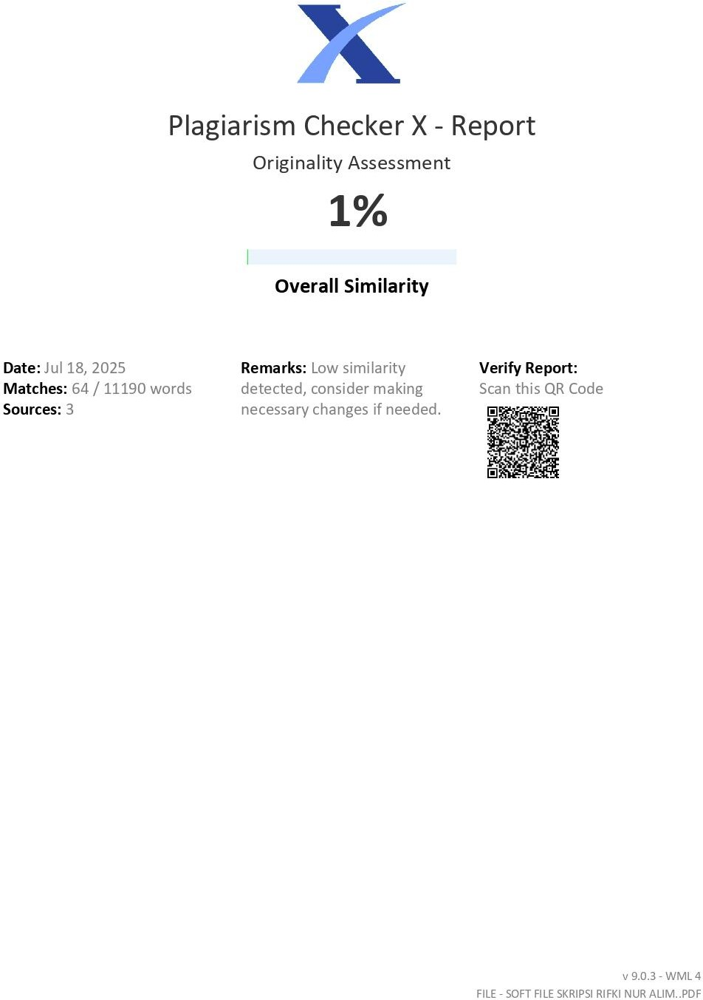 Plagiarism Checker X - Report
Originality Assessment
1%
Overall Similarity
Date: Jul 18, 2025
Matches: 64 / 11190 words
Sources: 3
Remarks: Low similarity
detected, consider making
necessary changes if needed.
Verify Report:
Scan this QR Code
v 9.0.3 - WML 4
FILE - SOFT FILE SKRIPSI RIFKI NUR ALIM..PDF